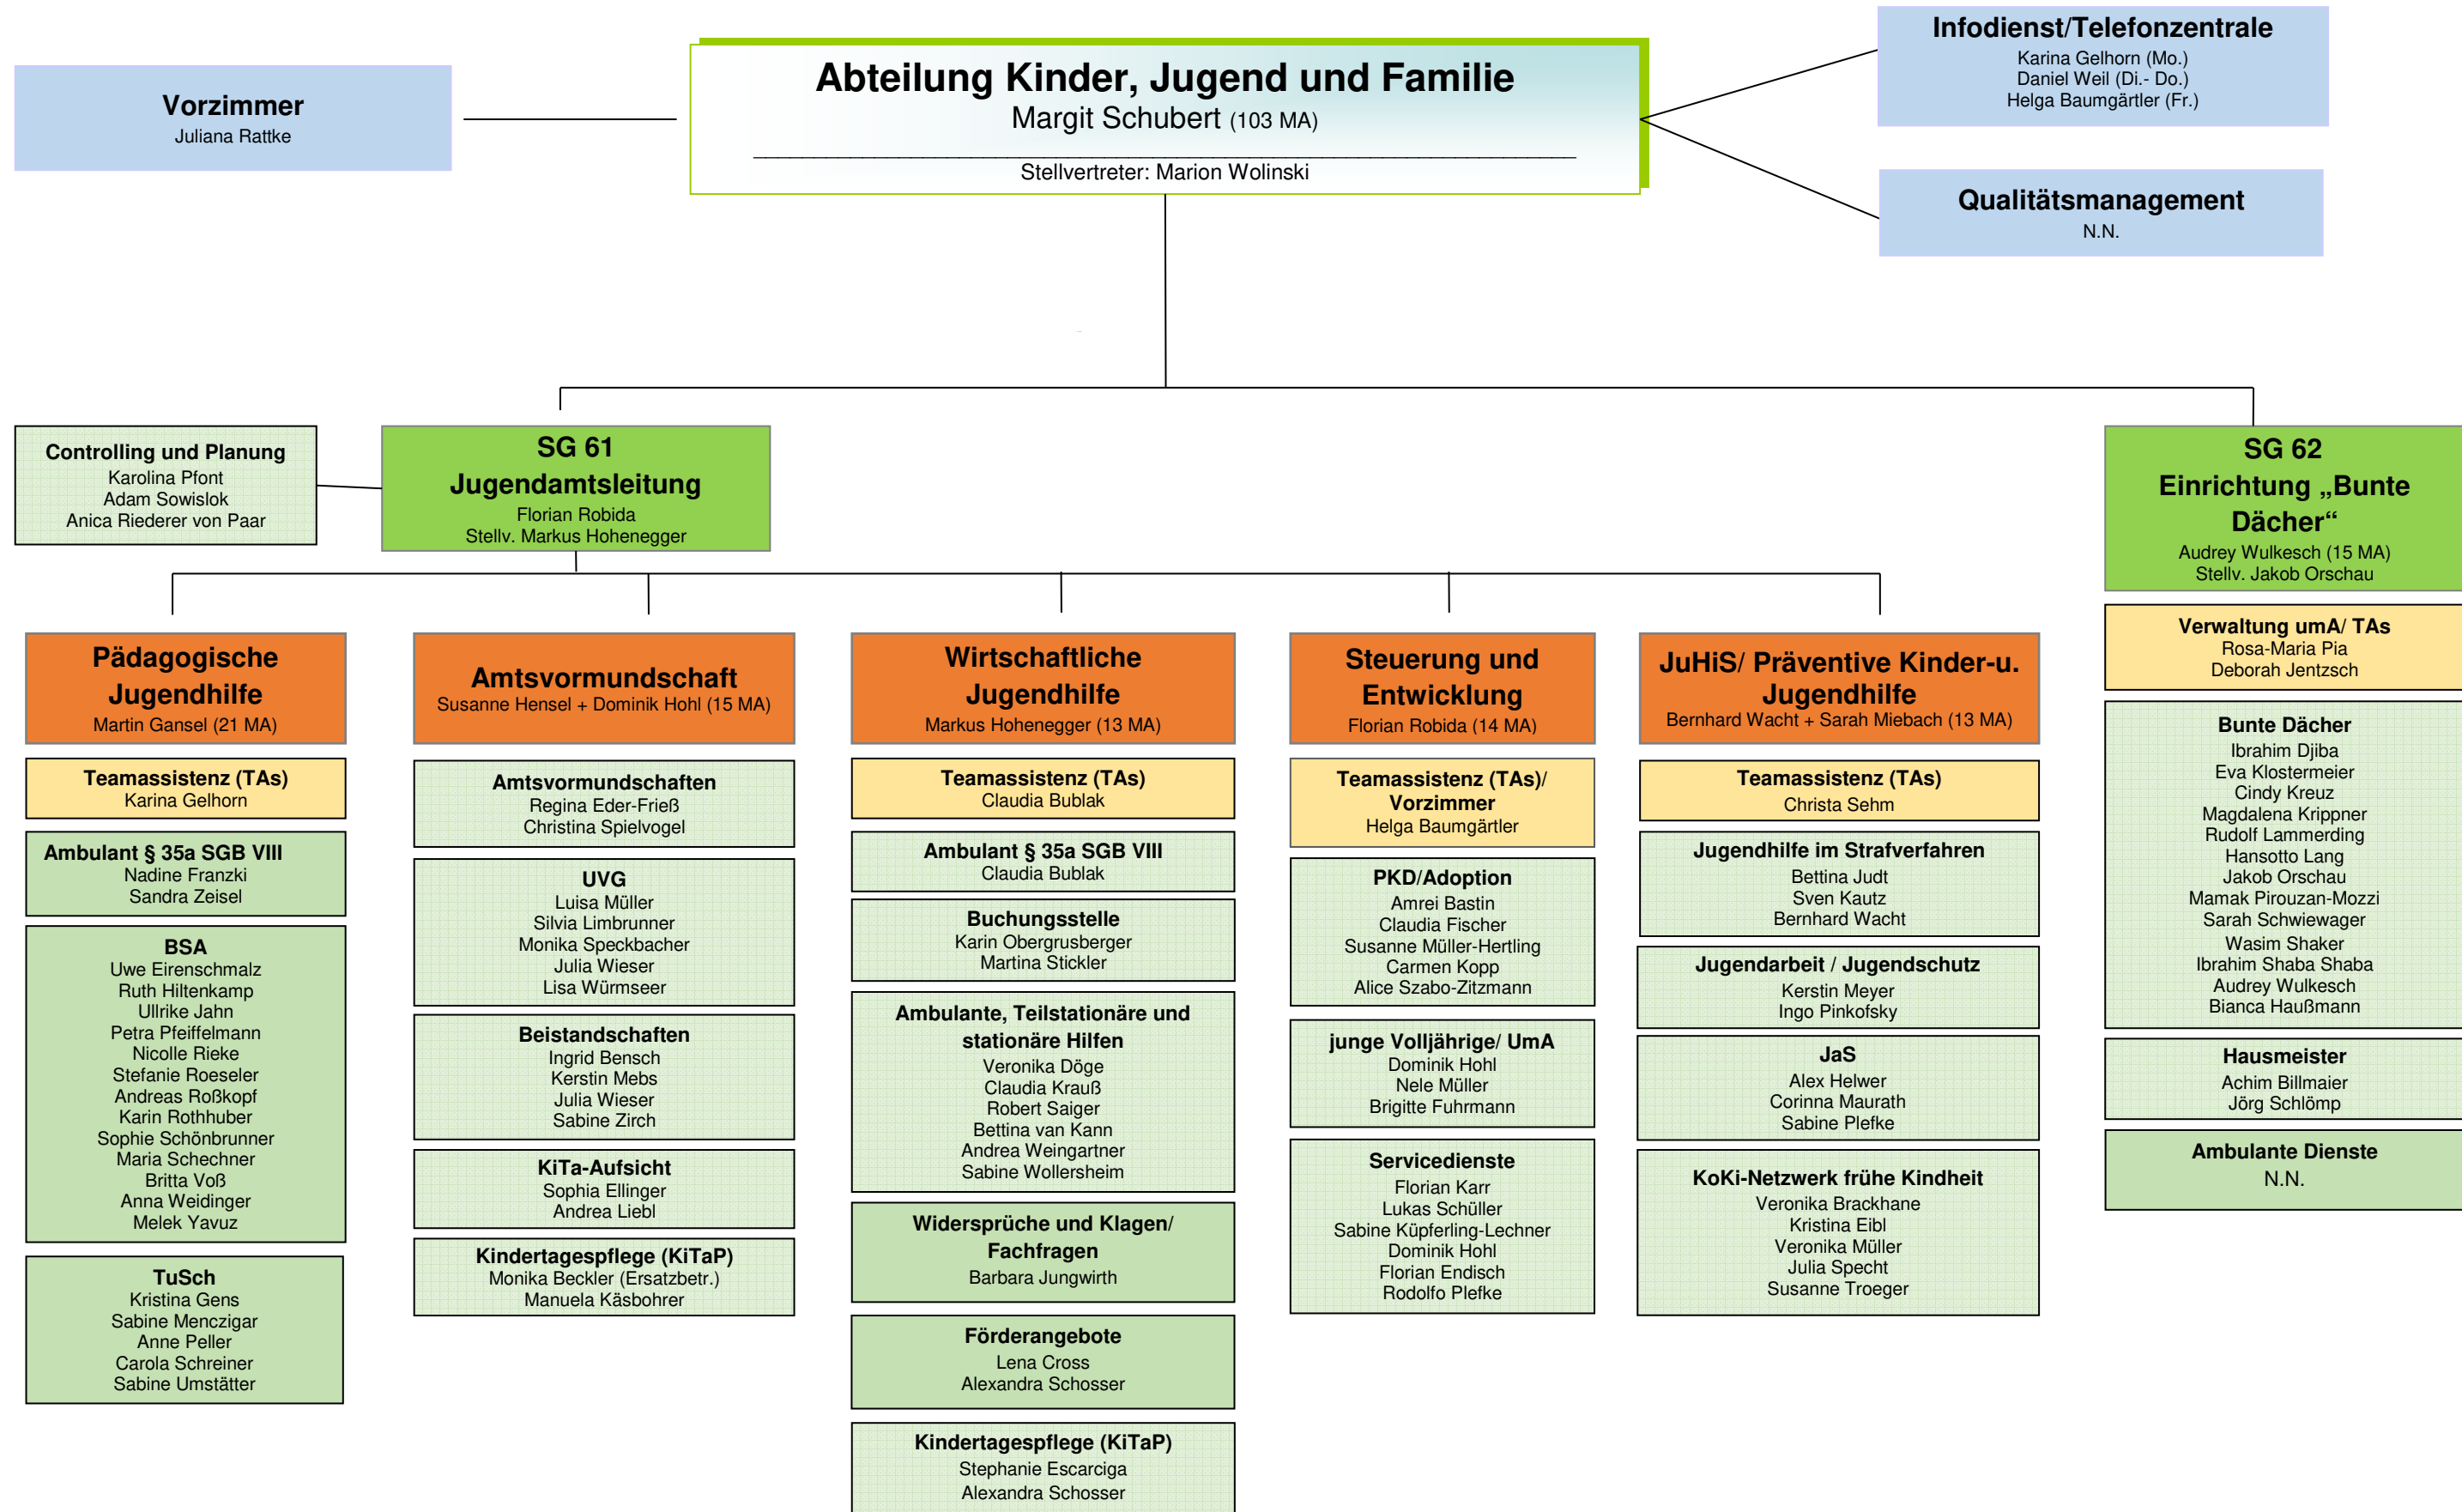 Vorzimmer
Juliana Rattke
Abteilung Kinder, Jugend und Familie
Margit Schubert (103 MA)
Stellvertreter: Marion Wolinski
Infodienst/Telefonzentrale
Karina Gelhorn (Mo.)
Daniel Weil (Di.- Do.)
Helga Baumgärtler (Fr.)
Qualitätsmanagement
N.N.
Controlling und Planung
Karolina Pfont
Adam Sowislok
Anica Riederer von Paar
SG 61
Jugendamtsleitung
Florian Robida
Stellv. Markus Hohenegger
SG 62
Einrichtung „Bunte
Dächer“
Audrey Wulkesch (15 MA)
Stellv. Jakob Orschau
Pädagogische
Jugendhilfe
Martin Gansel (21 MA)
Teamassistenz (TAs)
Karina Gelhorn
Ambulant § 35a SGB VIII
Nadine Franzki
Sandra Zeisel
BSA
Uwe Eirenschmalz
Ruth Hiltenkamp
Ullrike Jahn
Petra Pfeiffelmann
Nicolle Rieke
Stefanie Roeseler
Andreas Roßkopf
Karin Rothhuber
Sophie Schönbrunner
Maria Schechner
Britta Voß
Anna Weidinger
Melek Yavuz
TuSch
Kristina Gens
Sabine Menczigar
Anne Peller
Carola Schreiner
Sabine Umstätter
Amtsvormundschaft
Susanne Hensel + Dominik Hohl (15 MA)
Amtsvormundschaften
Regina Eder-Frieß
Christina Spielvogel
UVG
Luisa Müller
Silvia Limbrunner
Monika Speckbacher
Julia Wieser
Lisa Würmseer
Beistandschaften
Ingrid Bensch
Kerstin Mebs
Julia Wieser
Sabine Zirch
KiTa-Aufsicht
Sophia Ellinger
Andrea Liebl
Kindertagespflege (KiTaP)
Monika Beckler (Ersatzbetr.)
Manuela Käsbohrer
Wirtschaftliche
Jugendhilfe
Markus Hohenegger (13 MA)
Teamassistenz (TAs)
Claudia Bublak
Ambulant § 35a SGB VIII
Claudia Bublak
Buchungsstelle
Karin Obergrusberger
Martina Stickler
Ambulante, Teilstationäre und
stationäre Hilfen
Veronika Döge
Claudia Krauß
Robert Saiger
Bettina van Kann
Andrea Weingartner
Sabine Wollersheim
Widersprüche und Klagen/
Fachfragen
Barbara Jungwirth
Förderangebote
Lena Cross
Alexandra Schosser
Kindertagespflege (KiTaP)
Stephanie Escarciga
Alexandra Schosser
Steuerung und
Entwicklung
Florian Robida (14 MA)
Teamassistenz (TAs)/
Vorzimmer
Helga Baumgärtler
PKD/Adoption
Amrei Bastin
Claudia Fischer
Susanne Müller-Hertling
Carmen Kopp
Alice Szabo-Zitzmann
junge Volljährige/ UmA
Dominik Hohl
Nele Müller
Brigitte Fuhrmann
Servicedienste
Florian Karr
Lukas Schüller
Sabine Küpferling-Lechner
Dominik Hohl
Florian Endisch
Rodolfo Plefke
JuHiS/ Präventive Kinder-u.
Jugendhilfe
Bernhard Wacht + Sarah Miebach (13 MA)
Teamassistenz (TAs)
Christa Sehm
Jugendhilfe im Strafverfahren
Bettina Judt
Sven Kautz
Bernhard Wacht
Jugendarbeit / Jugendschutz
Kerstin Meyer
Ingo Pinkofsky
JaS
Alex Helwer
Corinna Maurath
Sabine Plefke
KoKi-Netzwerk frühe Kindheit
Veronika Brackhane
Kristina Eibl
Veronika Müller
Julia Specht
Susanne Troeger
Verwaltung umA/ TAs
Rosa-Maria Pia
Deborah Jentzsch
Bunte Dächer
Ibrahim Djiba
Eva Klostermeier
Cindy Kreuz
Magdalena Krippner
Rudolf Lammerding
Hansotto Lang
Jakob Orschau
Mamak Pirouzan-Mozzi
Sarah Schwiewager
Wasim Shaker
Ibrahim Shaba Shaba
Audrey Wulkesch
Bianca Haußmann
Hausmeister
Achim Billmaier
Jörg Schlömp
Ambulante Dienste
N.N.